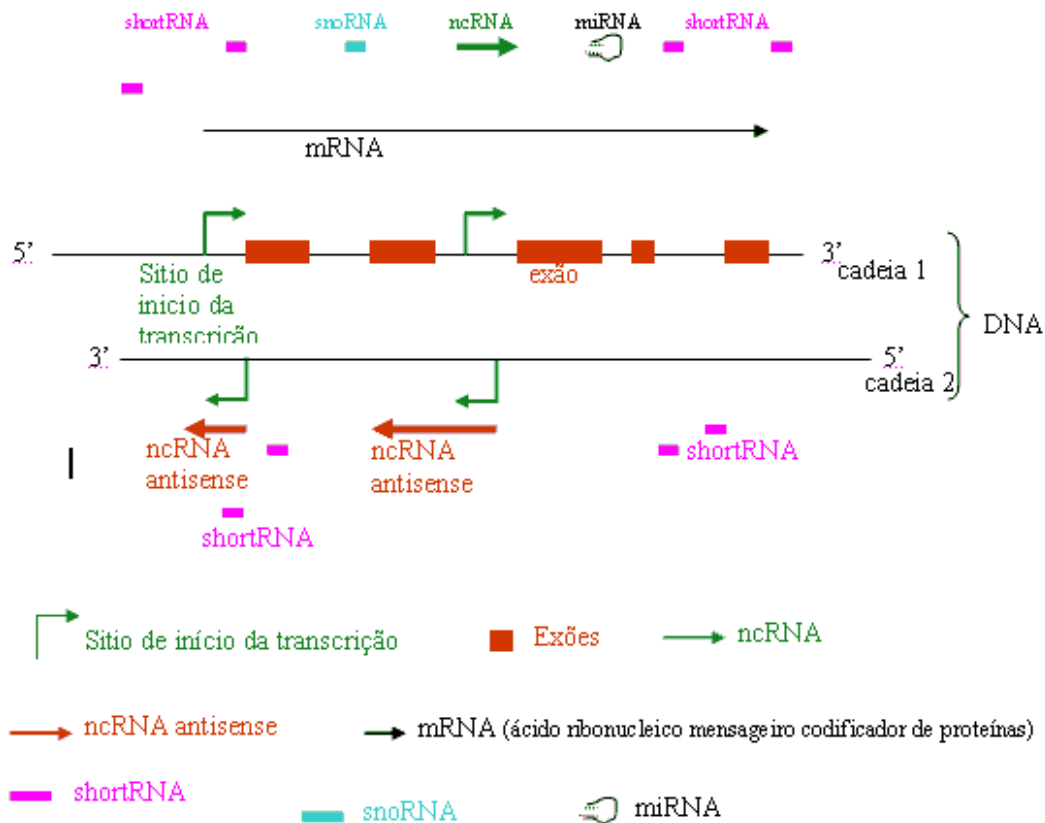 shortRNA snoRNA ncRNA miRNA shortRNA
mRNA
5’ 3’
cadeia 1
Sitio de
inicio da
transcrição
exão
DNA
3’ 5’
cadeia 2
ncRNA
antisense
ncRNA
antisense
shortRNA
shortRNA
Sitio de início da transcrição Exões ncRNA
ncRNA antisense mRNA (ácido ribonucleico mensageiro codificador de proteínas)
shortRNA snoRNA miRNA